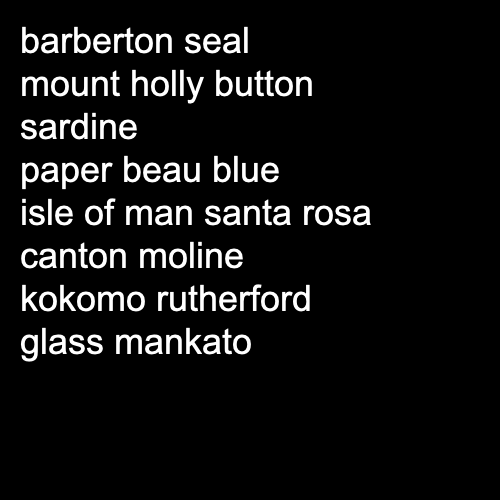 barberton seal
mount holly button
sardine
paper beau blue
isle of man santa rosa
canton moline
kokomo rutherford
glass mankato